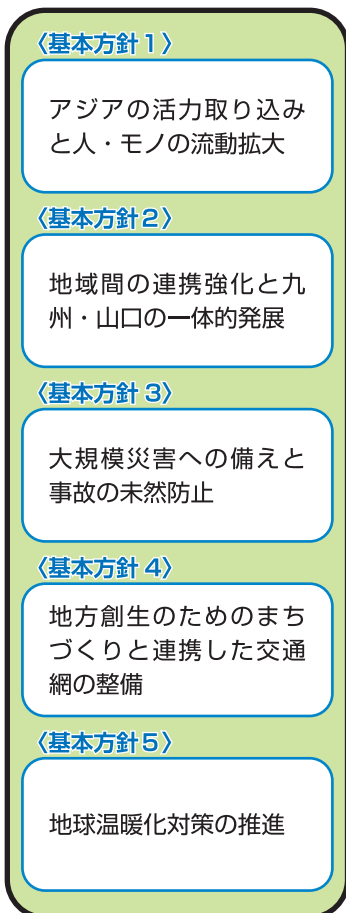 〈基本方針1〉
アジアの活力取り込み
と人・モノの流動拡大
〈基本方針2〉
地域間の連携強化と九
州・山口の一体的発展
〈基本方針 3〉
大規模災害への備えと
事故の未然防止
〈基本方針 4〉
地方創生のためのまち
づくりと連携した交通
網の整備
〈基本方針5〉
地球温暖化対策の推進